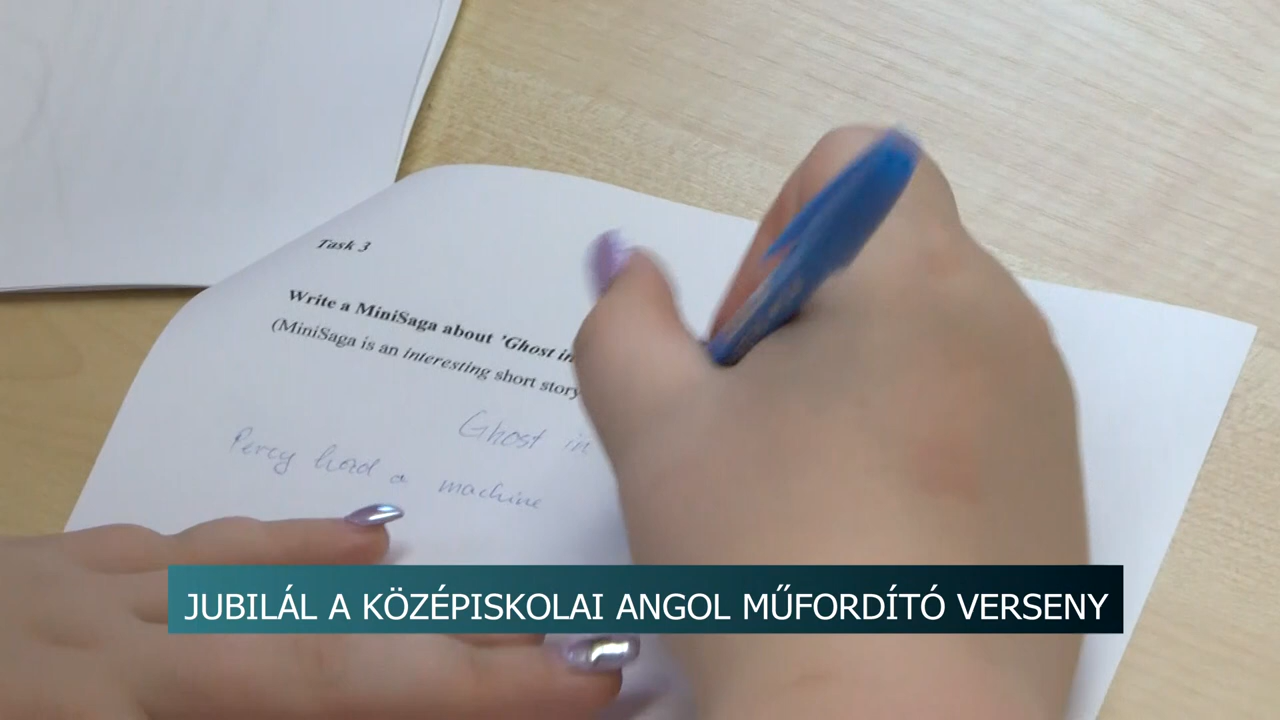 Task 3
Write a MiniSaga about 'Ghost in
(MiniSaga is an interesting short story
Ghost in
Percy had a machine
JUBILÁL A KÖZÉPISKOLAI ANGOL MŰFORDÍTÓ VERSENY